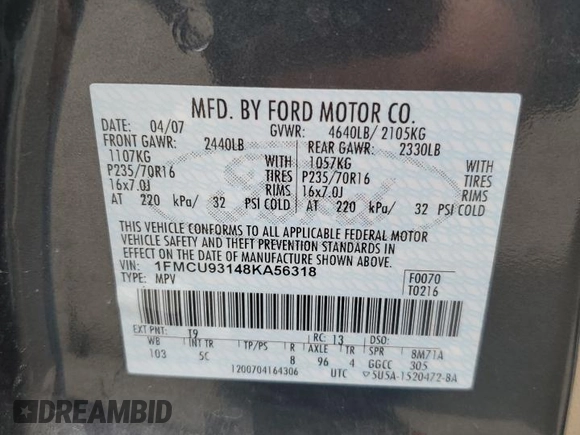 MFD. BY FORD MOTOR CO.
DATE: 04/07 GVWR: 4640LB/ 2105KG
FRONT GAWR: 2440LB REAR GAWR: 2330LB
1107KG 1057KG
P235/70R16 TIRES P235/70R16 TIRES
16x7.0J RIMS 16x7.0J RIMS
AT 220 kPa/ 32 PSI COLD AT 220 kPa/ 32 PSI COLD
THIS VEHICLE CONFORMS TO ALL APPLICABLE FEDERAL MOTOR
VEHICLE SAFETY AND THEFT PREVENTION STANDARDS IN
EFFECT ON THE DATE OF MANUFACTURE SHOWN ABOVE.
VIN: 1FMCU93148KA56318 F0070
TYPE: MPV T0216
EXT PNT: T9 RC: 13 DSO:
WB INT TR TP/PS R AXLE TR SPR 8M71A
103 5C 8 96 4 GGCC 305
1200704164306 UTC 5U5A-1520472-BA
Ford
DREAMBID